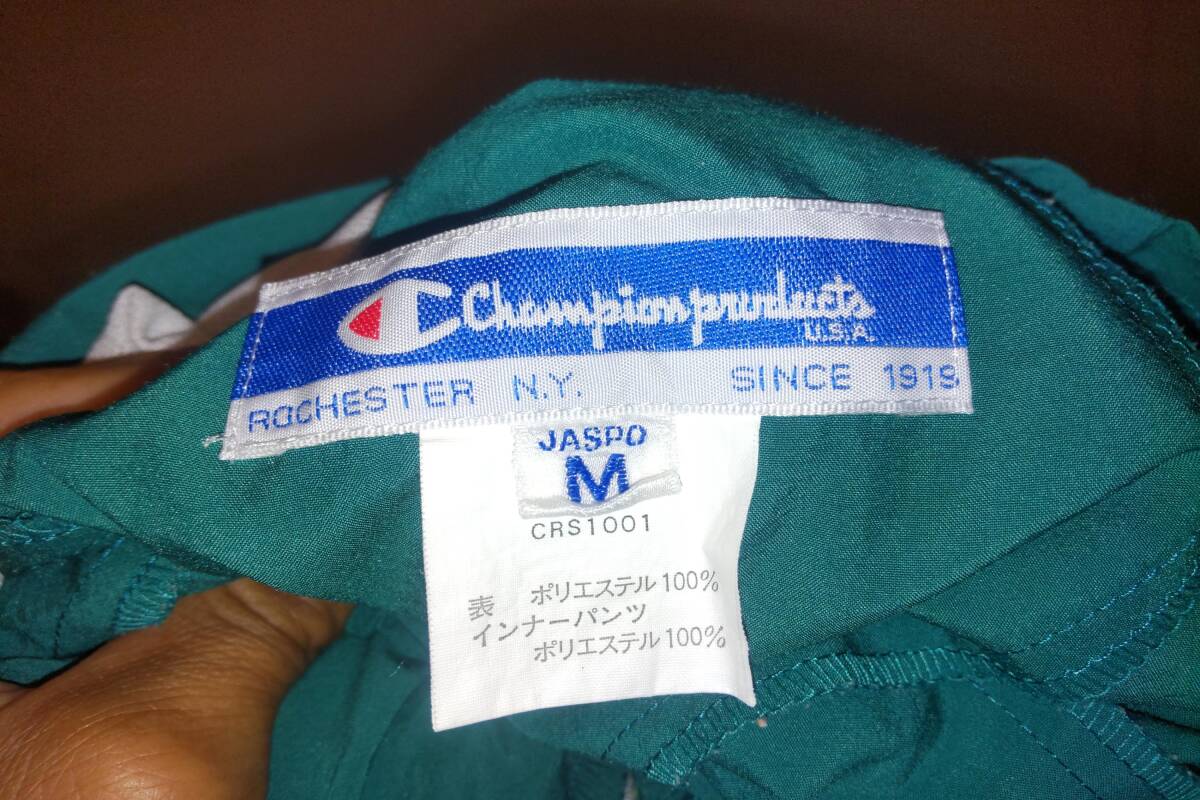 Champion products
U.S.A.
ROCHESTER N.Y. SINCE 1919
JASPO
M
CRS1001
表 ポリエステル100%
インナーパンツ
ポリエステル100%